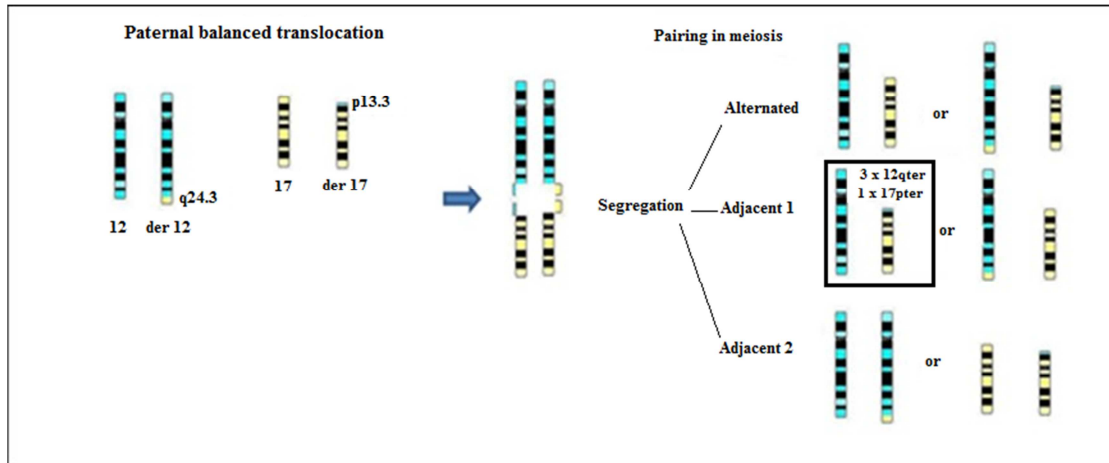 Paternal balanced translocation
Pairing in meiosis
p13.3
q24.3
12
der 12
17
der 17
Segregation
Alternated
or
Adjacent 1
3 x 12qter
1 x 17pter
or
Adjacent 2
or